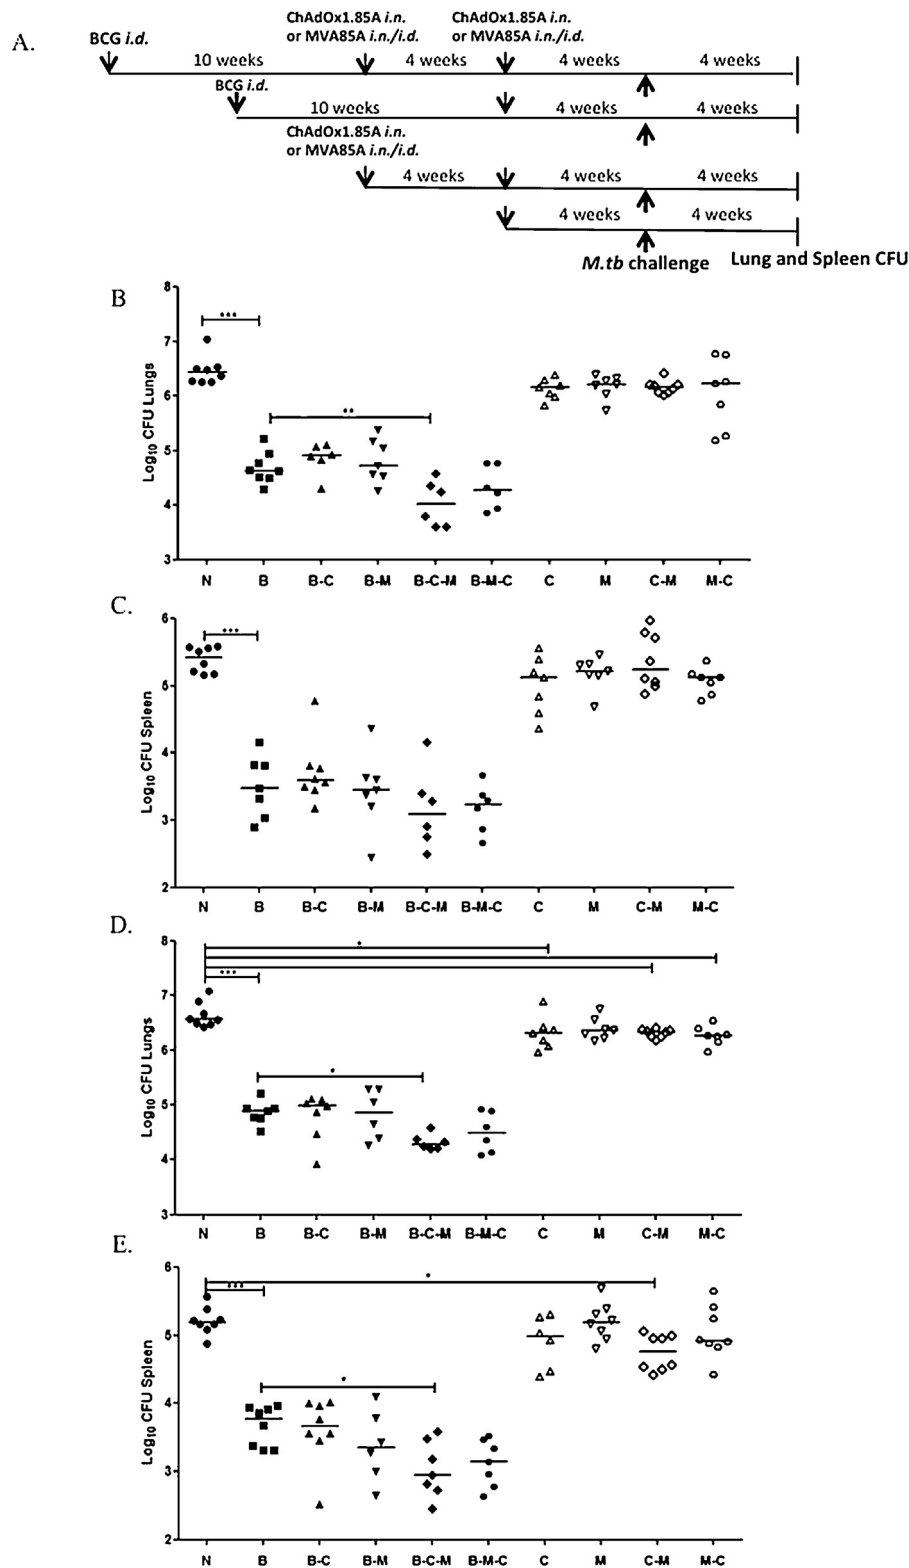 A.
ChAdOx1.85A i.n.
or MVA85A i.n./i.d.
ChAdOx1.85A i.n.
or MVA85A i.n./i.d.
BCG i.d.
10 weeks
4 weeks
4 weeks
4 weeks
BCG i.d.
10 weeks
4 weeks
4 weeks
ChAdOx1.85A i.n.
or MVA85A i.n./i.d.
4 weeks
4 weeks
4 weeks
4 weeks
4 weeks
M.tb challenge
Lung and Spleen CFU
B
Log10 CFU Lungs
8
7
6
5
4
3
***
**
N B B-C B-M B-C-M B-M-C C M C-M M-C
C.
Log10 CFU Spleen
6
5
4
3
2
***
N B B-C B-M B-C-M B-M-C C M C-M M-C
D.
Log10 CFU Lungs
8
7
6
5
4
3
*
***
*
N B B-C B-M B-C-M B-M-C C M C-M M-C
E.
Log10 CFU Spleen
6
5
4
3
2
*
***
*
N B B-C B-M B-C-M B-M-C C M C-M M-C